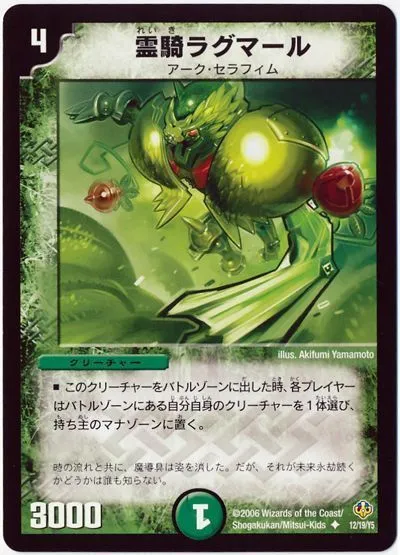 4
れいき
霊騎ラグマール
アーク・セラフィム
illus. Akifumi Yamamoto
クリーチャー
■ このクリーチャーをバトルゾーンに出した時、各プレイヤー
はバトルゾーンにある自分自身のクリーチャーを1体選び、
持ち主のマナゾーンに置く。
時の流れと共に、魔導具は姿を消した。だが、それが未来永劫続く
かどうかは誰も知らない。
3000
1
©2006 Wizards of the Coast/
Shogakukan/Mitsui-Kids
12/19/Y5